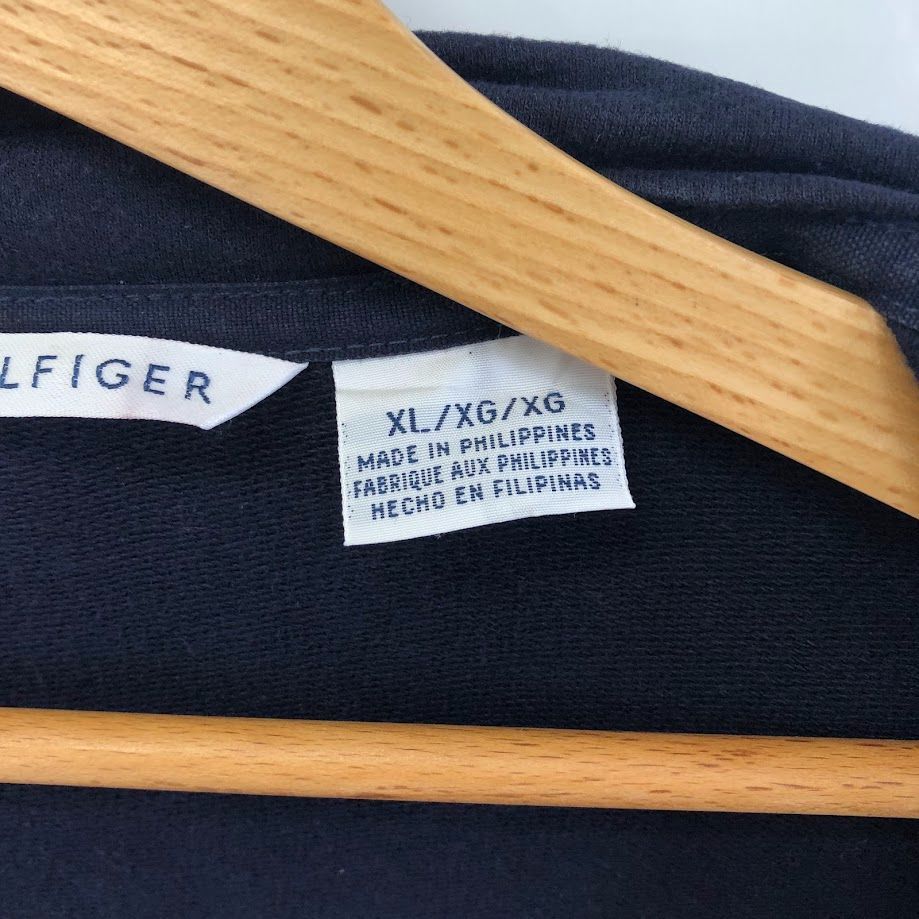 LFIGER
XL/XG/XG
MADE IN PHILIPPINES
FABRIQUE AUX PHILIPPINES
HECHO EN FILIPINAS